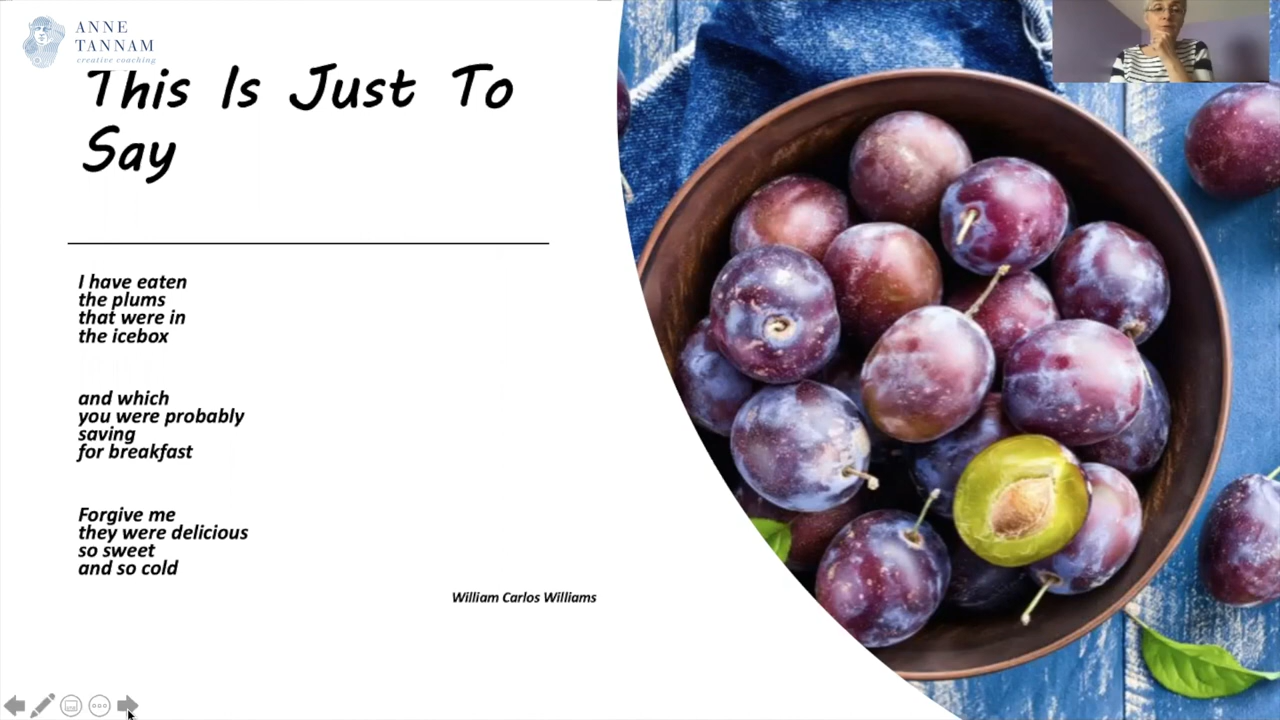 ANNE
TANNAM
creative coaching
This Is Just To
Say
I have eaten
the plums
that were in
the icebox
and which
you were probably
saving
for breakfast
Forgive me
they were delicious
so sweet
and so cold
William Carlos Williams